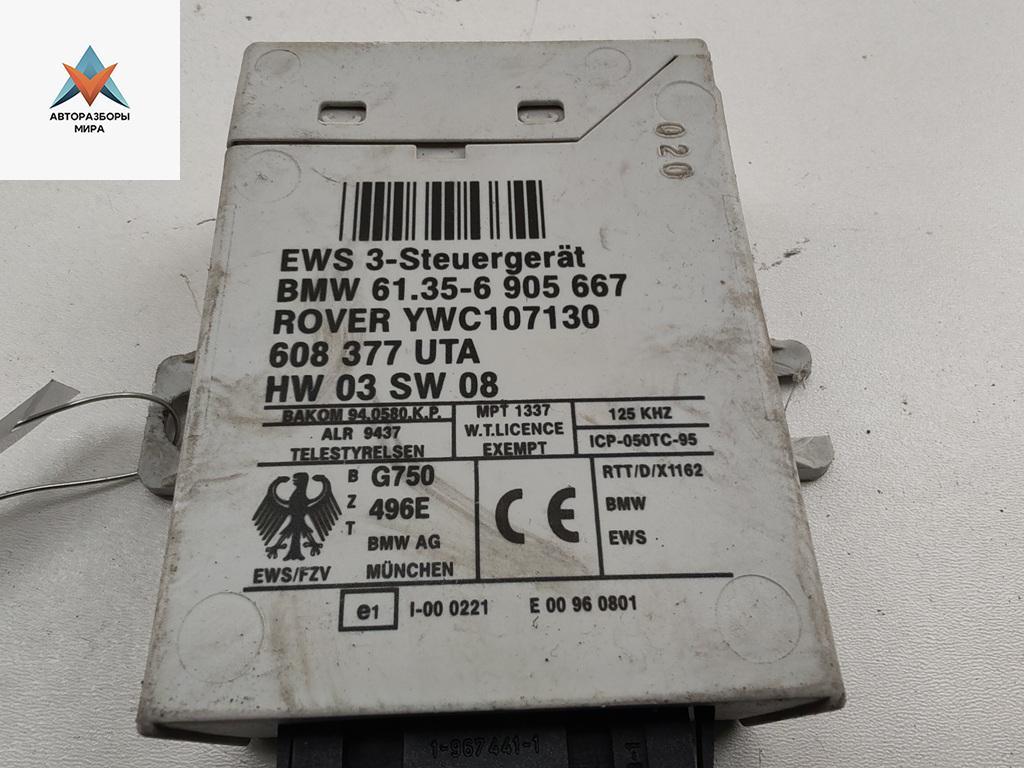 АВТОРАЗБОРЫ
МИРА
020
EWS 3-Steuergerät
BMW 61.35-6 905 667
ROVER YWC107130
608 377 UTA
HW 03 SW 08
BAKOM 94.0580.K.P.
ALR 9437
TELESTYRELSEN
MPT 1337
W.T.LICENCE
EXEMPT
125 KHZ
ICP-050TC-95
B
Z
T
G750
496E
BMW AG
MÜNCHEN
EWS/FZV
CE
RTT/D/X1162
BMW
EWS
e1 I-00 0221 E 00 96 0801
1-967441-1